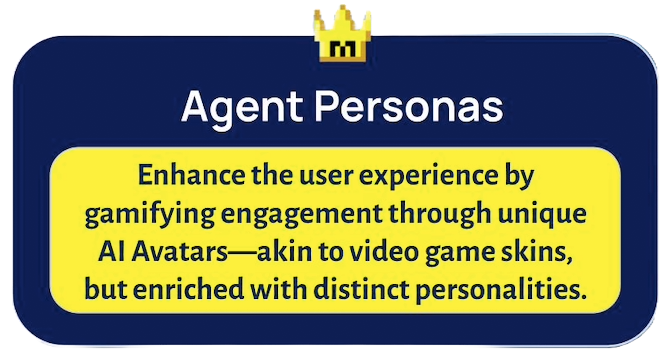 m
Agent Personas
Enhance the user experience by
gamifying engagement through unique
AI Avatars—akin to video game skins,
but enriched with distinct personalities.